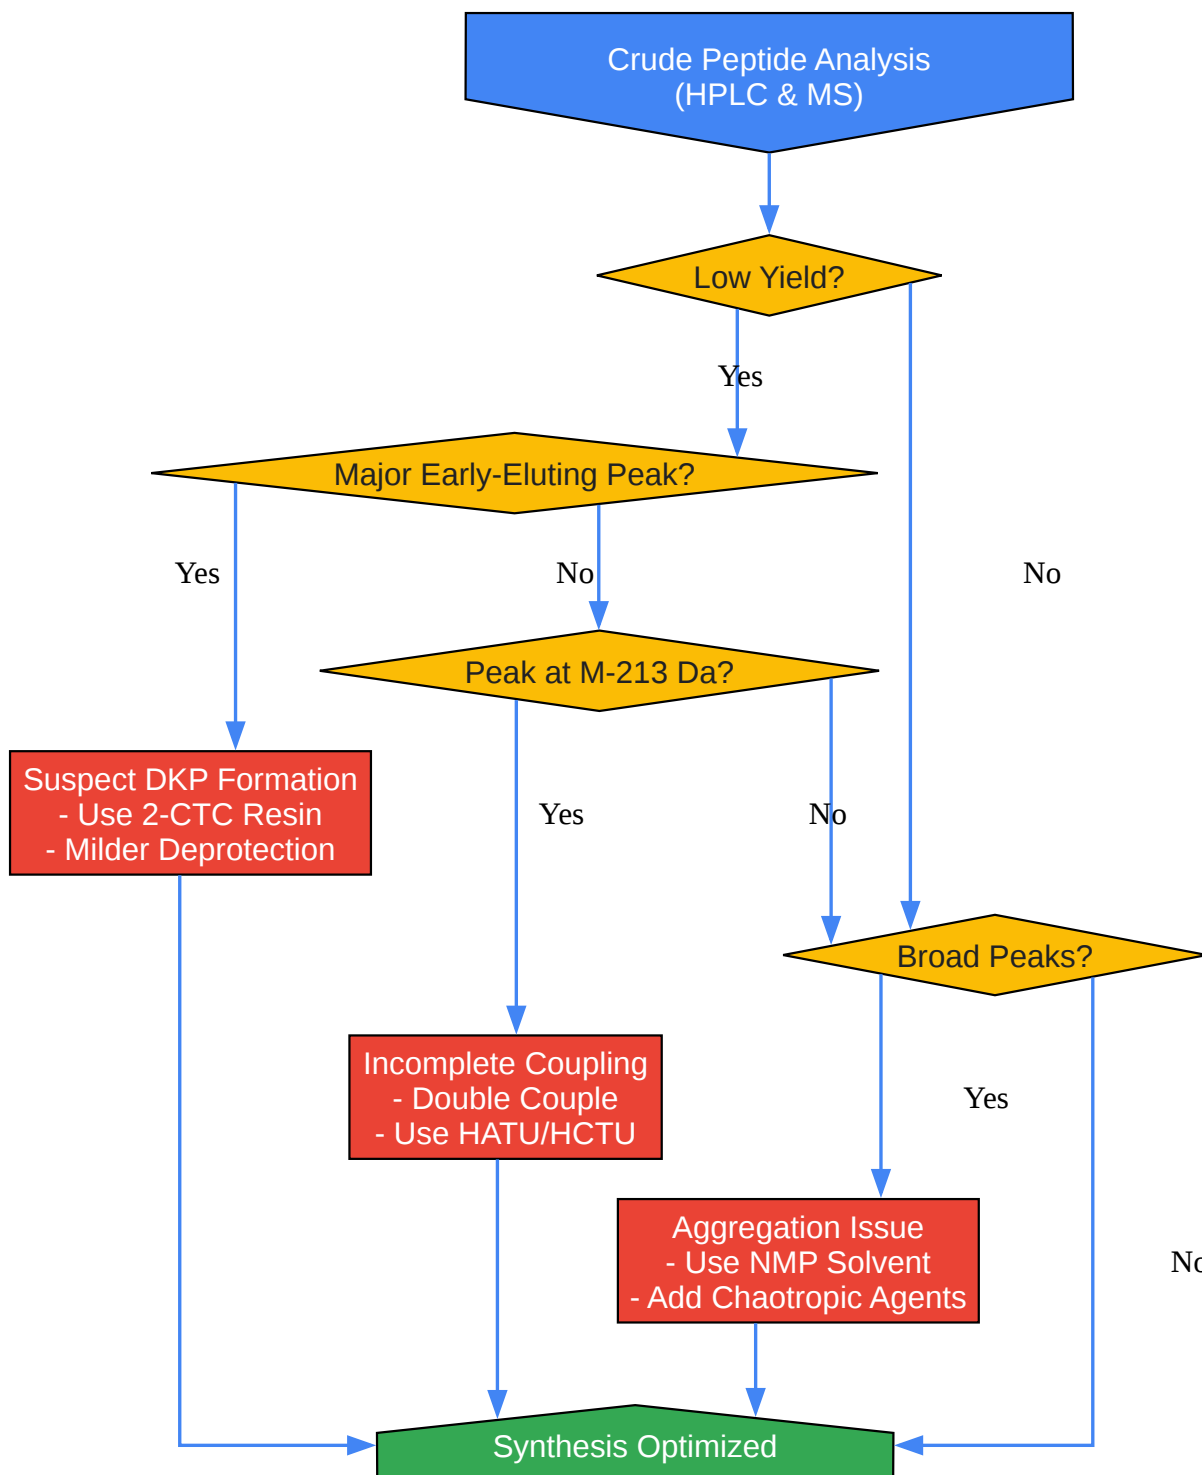 Crude Peptide Analysis
(HPLC & MS)
Low Yield?
Yes
Major Early-Eluting Peak?
Yes
No
No
Peak at M-213 Da?
Suspect DKP Formation
- Use 2-CTC Resin
- Milder Deprotection
Yes
No
Broad Peaks?
Incomplete Coupling
- Double Couple
- Use HATU/HCTU
Yes
Aggregation Issue
- Use NMP Solvent
- Add Chaotropic Agents
No
Synthesis Optimized